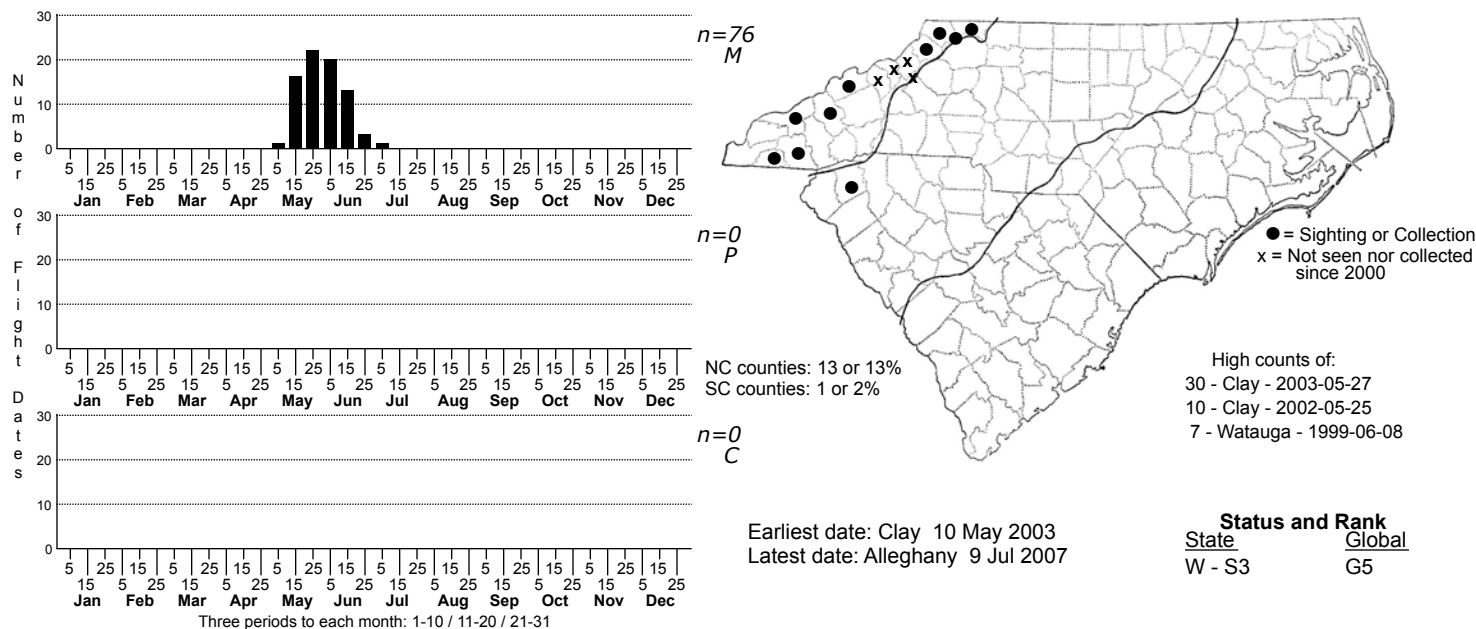 Number of Flight Dates
30
20
10
0
n=76
M
5 15 25 5 15 25 5 15 25 5 15 25 5 15 25 5 15 25 5 15 25 5 15 25 5 15 25 5 15 25 5 15 25 5 15 25
Jan Feb Mar Apr May Jun Jul Aug Sep Oct Nov Dec
30
20
10
0
n=0
P
5 15 25 5 15 25 5 15 25 5 15 25 5 15 25 5 15 25 5 15 25 5 15 25 5 15 25 5 15 25 5 15 25 5 15 25
Jan Feb Mar Apr May Jun Jul Aug Sep Oct Nov Dec
30
20
10
0
n=0
C
5 15 25 5 15 25 5 15 25 5 15 25 5 15 25 5 15 25 5 15 25 5 15 25 5 15 25 5 15 25 5 15 25 5 15 25
Jan Feb Mar Apr May Jun Jul Aug Sep Oct Nov Dec
Three periods to each month: 1-10 / 11-20 / 21-31
x x
x x
● = Sighting or Collection
x = Not seen nor collected
since 2000
NC counties: 13 or 13%
SC counties: 1 or 2%
High counts of:
30 - Clay - 2003-05-27
10 - Clay - 2002-05-25
7 - Watauga - 1999-06-08
Earliest date: Clay 10 May 2003
Latest date: Alleghany 9 Jul 2007
Status and Rank
State Global
W - S3 G5